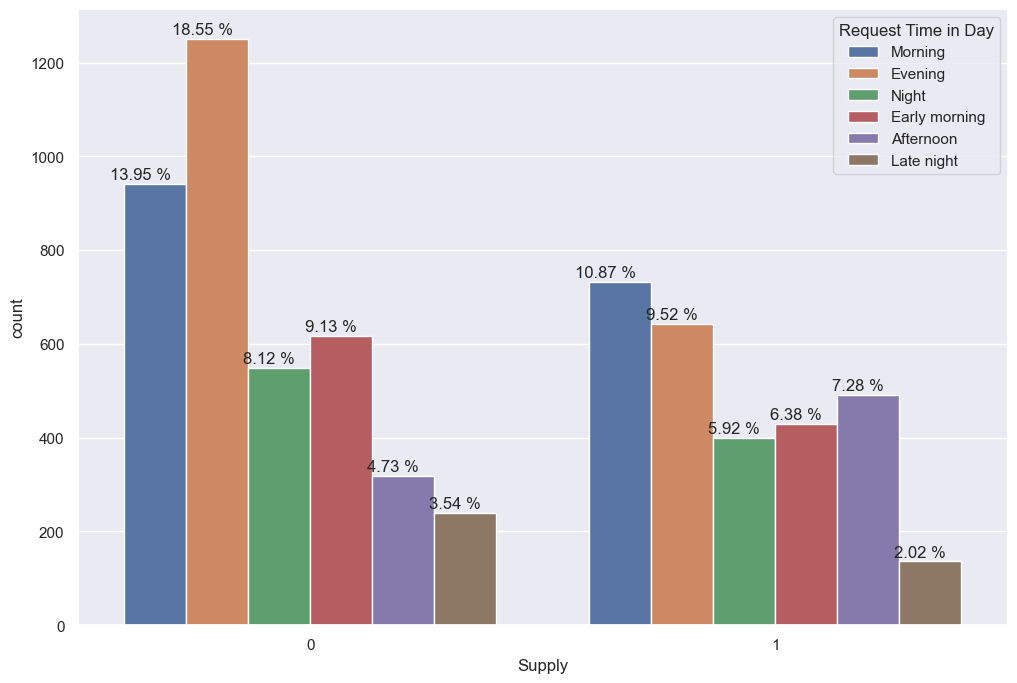 Request Time in Day
Morning
Evening
Night
Early morning
Afternoon
Late night
18.55 %
13.95 %
8.12 %
9.13 %
4.73 %
3.54 %
10.87 %
9.52 %
5.92 %
6.38 %
7.28 %
2.02 %
1200
1000
800
600
400
200
0
count
0
1
Supply